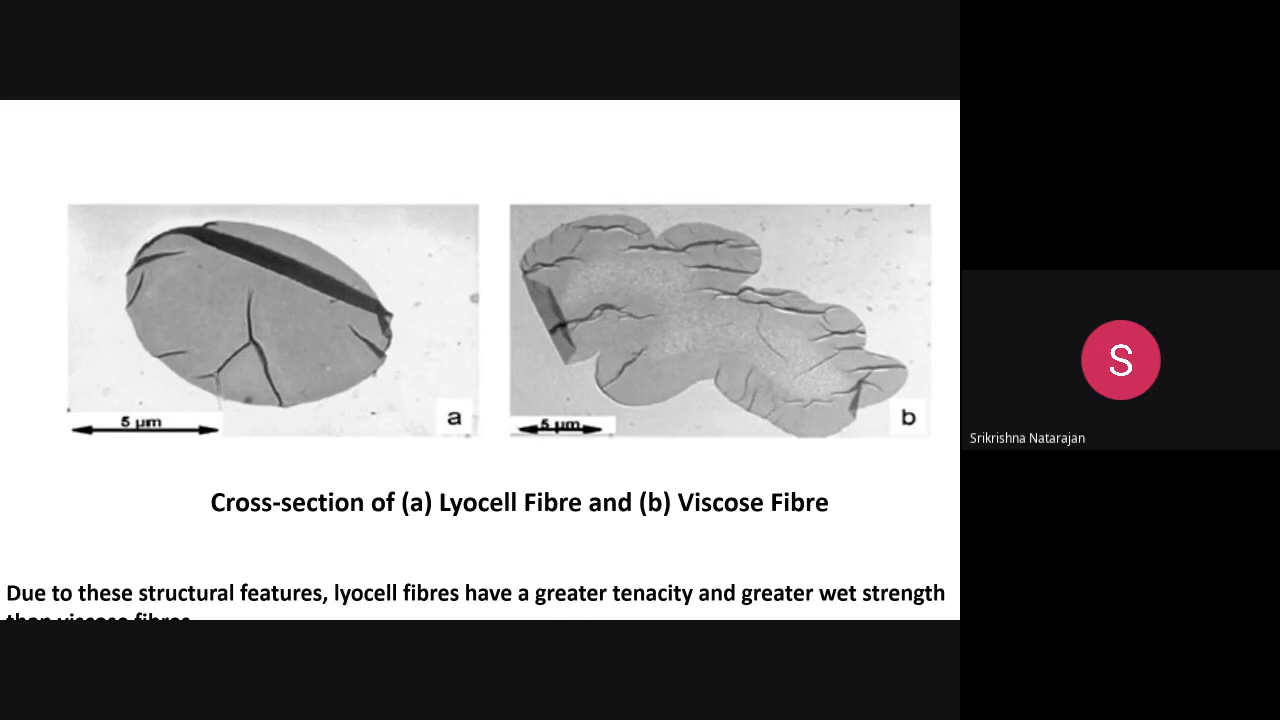 5 µm
a
5 µm
b
Cross-section of (a) Lyocell Fibre and (b) Viscose Fibre
Due to these structural features, lyocell fibres have a greater tenacity and greater wet strength
than viscose fibres
S
Srikrishna Natarajan